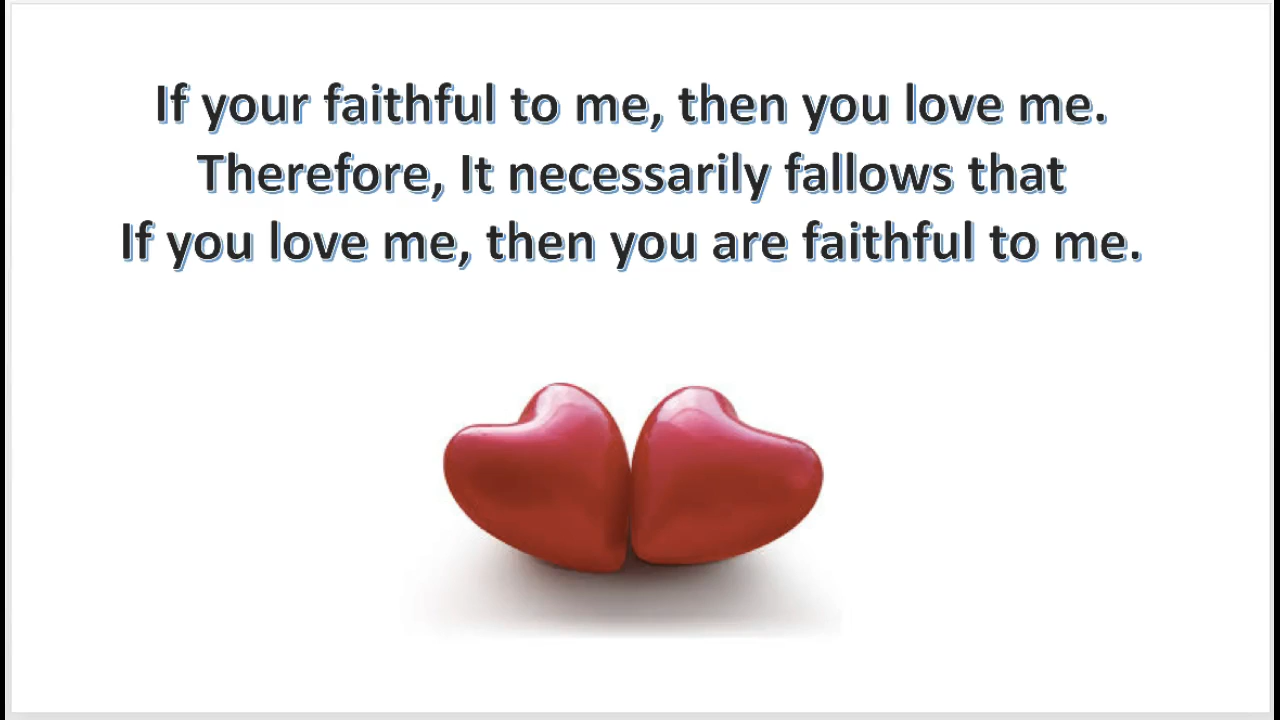 If your faithful to me, then you love me.
Therefore, It necessarily fallows that
If you love me, then you are faithful to me.